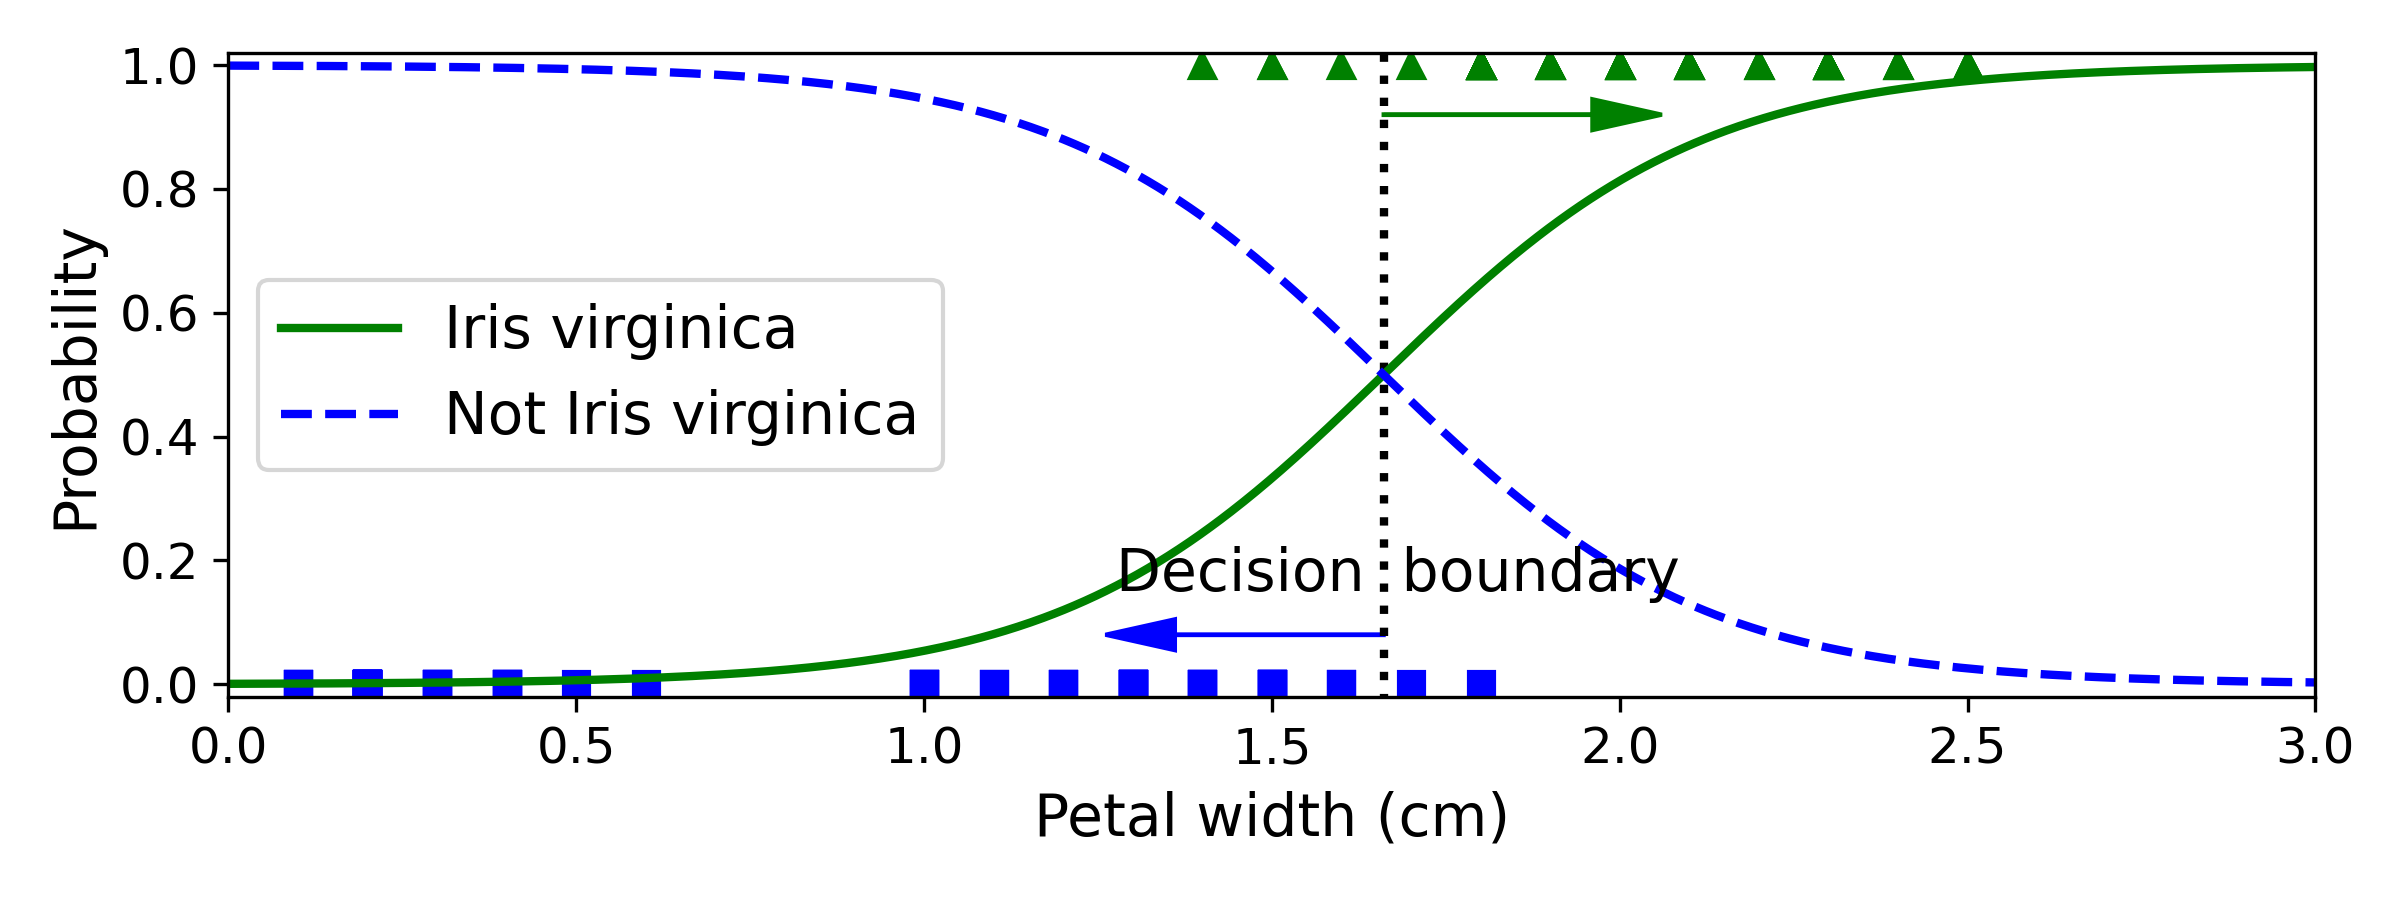 1.0
0.8
0.6
0.4
0.2
0.0
Probability
Iris virginica
Not Iris virginica
Decision boundary
0.0 0.5 1.0 1.5 2.0 2.5 3.0
Petal width (cm)